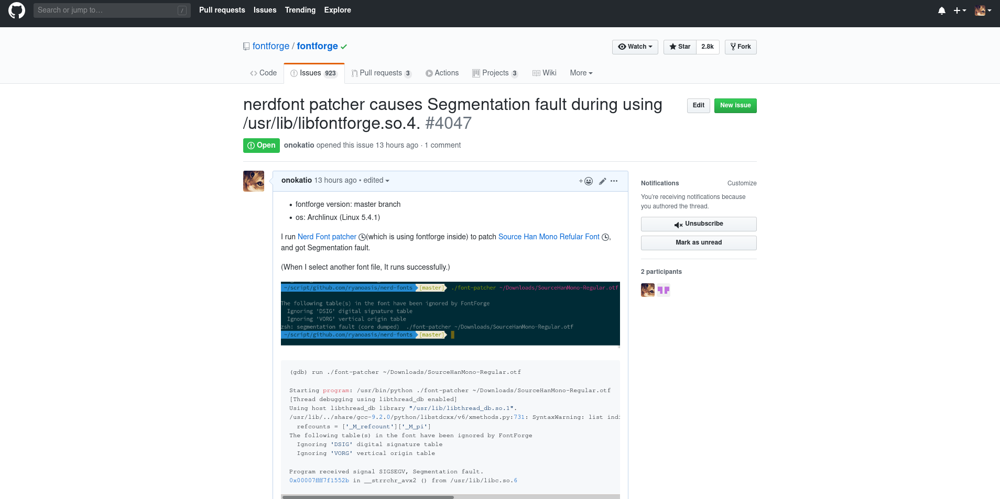 Search or jump to… /
Pull requests Issues Trending Explore
fontforge / fontforge
Watch Star 2.8k Fork
Code Issues 923 Pull requests 3 Actions Projects 3 Wiki More
nerdfont patcher causes Segmentation fault during using
/usr/lib/libfontforge.so.4. #4047
Edit New issue
Open onokatio opened this issue 13 hours ago · 1 comment
onokatio 13 hours ago • edited
• fontforge version: master branch
• os: Archlinux (Linux 5.4.1)
I run Nerd Font patcher (which is using fontforge inside) to patch Source Han Mono Refular Font ,
and got Segmentation fault.
(When I select another font file, It runs successfully.)
~/script/github.com/ryanoasis/nerd-fonts [master] ./font-patcher ~/Downloads/SourceHanMono-Regular.otf
The following table(s) in the font have been ignored by FontForge
Ignoring 'DSIG' digital signature table
Ignoring 'VORG' vertical origin table
zsh: segmentation fault (core dumped) ./font-patcher ~/Downloads/SourceHanMono-Regular.otf
~/script/github.com/ryanoasis/nerd-fonts [master]
(gdb) run ./font-patcher ~/Downloads/SourceHanMono-Regular.otf
Starting program: /usr/bin/python ./font-patcher ~/Downloads/SourceHanMono-Regular.otf
[Thread debugging using libthread_db enabled]
Using host libthread_db library "/usr/lib/libthread_db.so.1".
/usr/lib/../share/gcc-9.2.0/python/libstdcxx/v6/xmethods.py:731: SyntaxWarning: list indi
refcounts = ['_M_refcount']['_M_pi']
The following table(s) in the font have been ignored by FontForge
Ignoring 'DSIG' digital signature table
Ignoring 'VORG' vertical origin table
Program received signal SIGSEGV, Segmentation fault.
0x00007ffff7f1552b in __strrchr_avx2 () from /usr/lib/libc.so.6
Notifications Customize
You're receiving notifications because
you authored the thread.
Unsubscribe
Mark as unread
2 participants